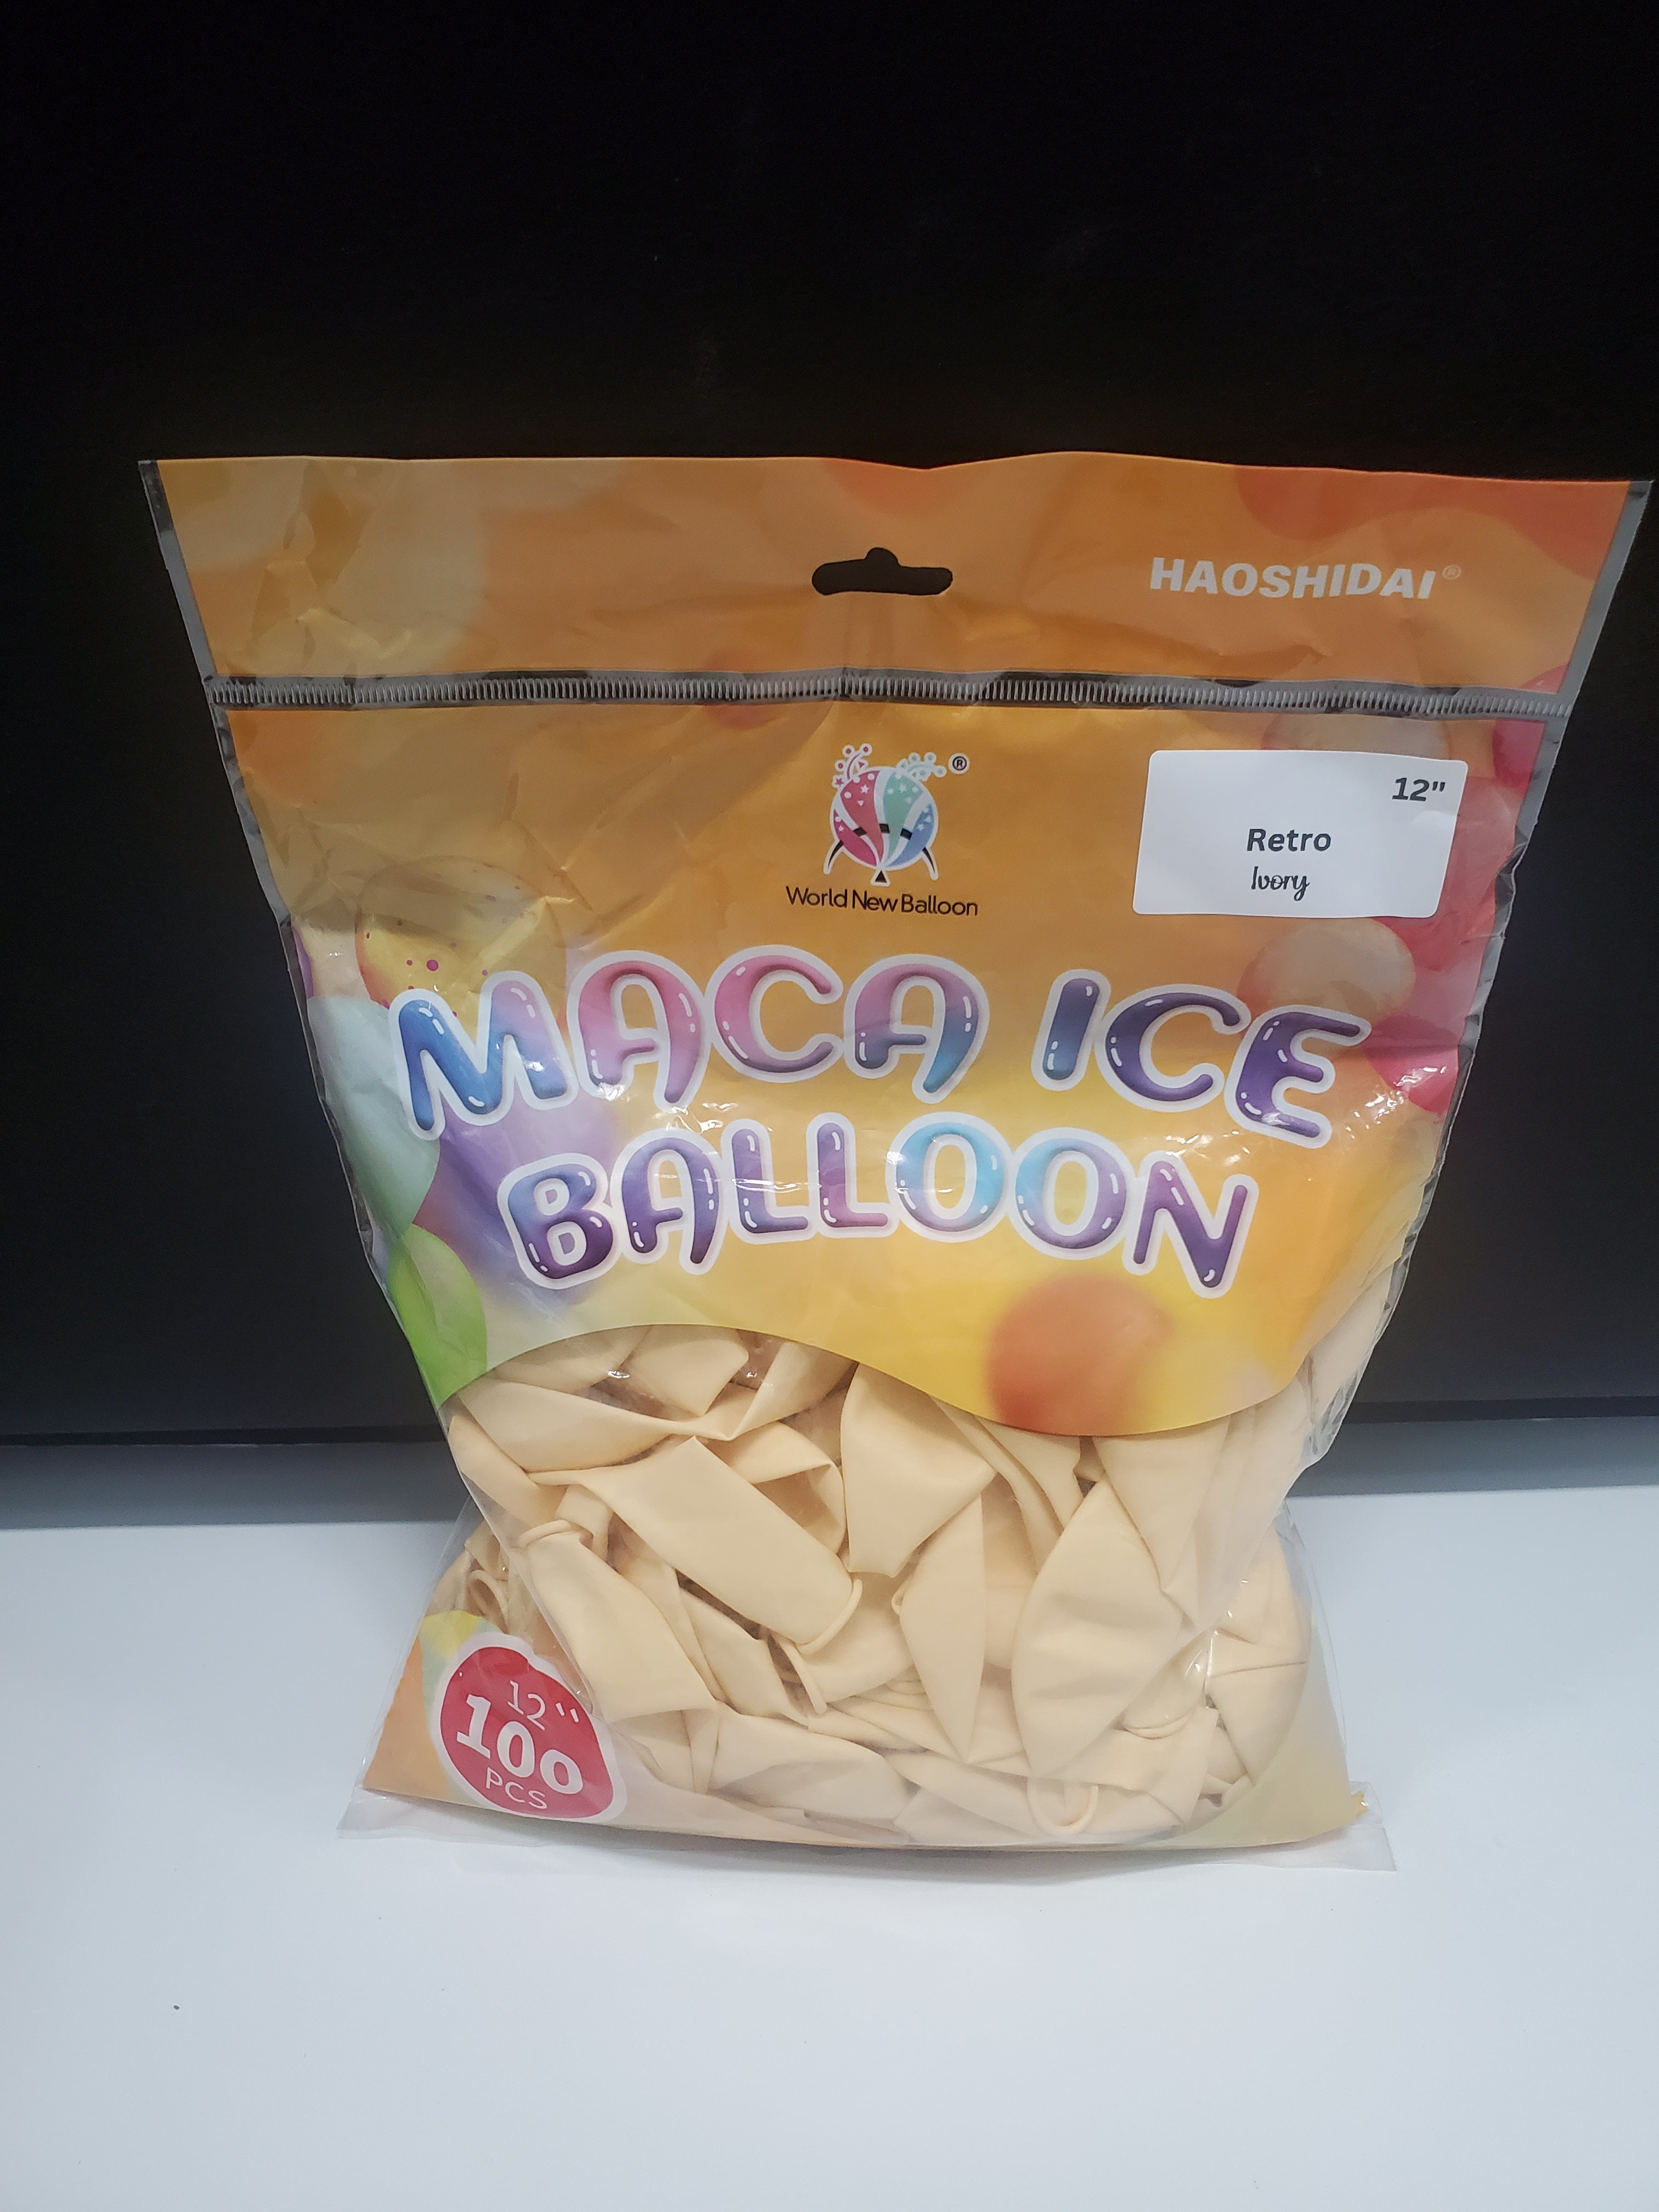 HAOSHIDAI®
®
World New Balloon
12"
Retro
Ivory
MACA ICE
BALLOON
12"
100
PCS